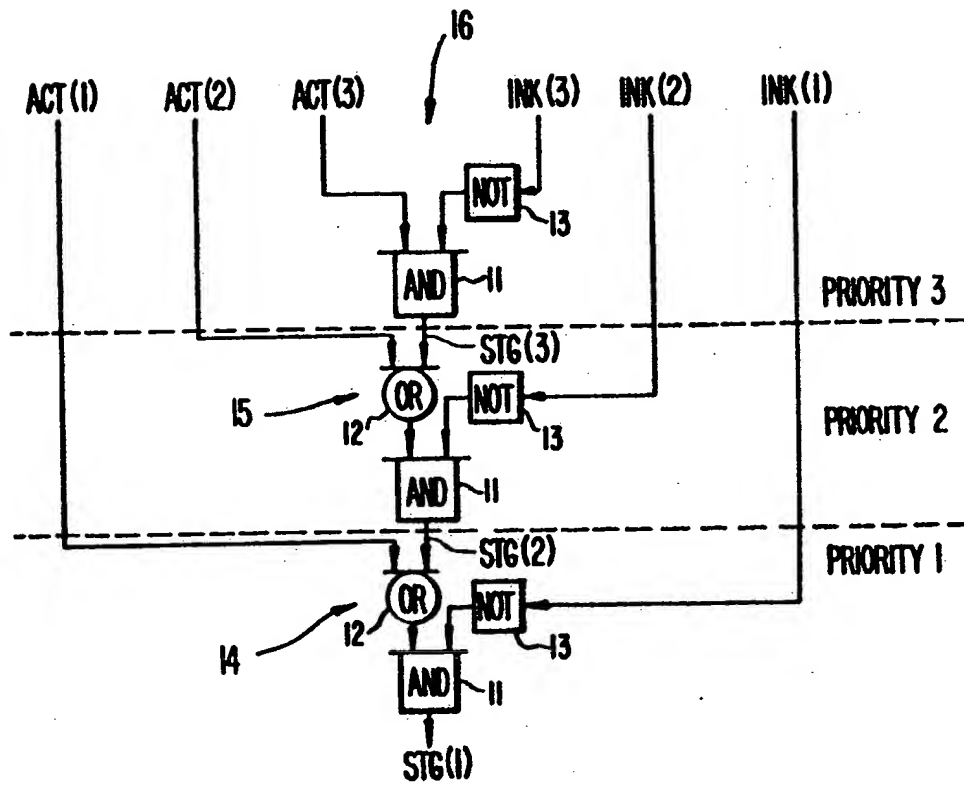 16
ACT(1) ACT(2) ACT(3) INK(3) INK(2) INK(1)
NOT
13
AND
11
PRIORITY 3
STG(3)
OR
NOT
15
12
13
PRIORITY 2
AND
11
STG(2)
PRIORITY 1
OR
NOT
12
13
14
AND
11
STG(1)